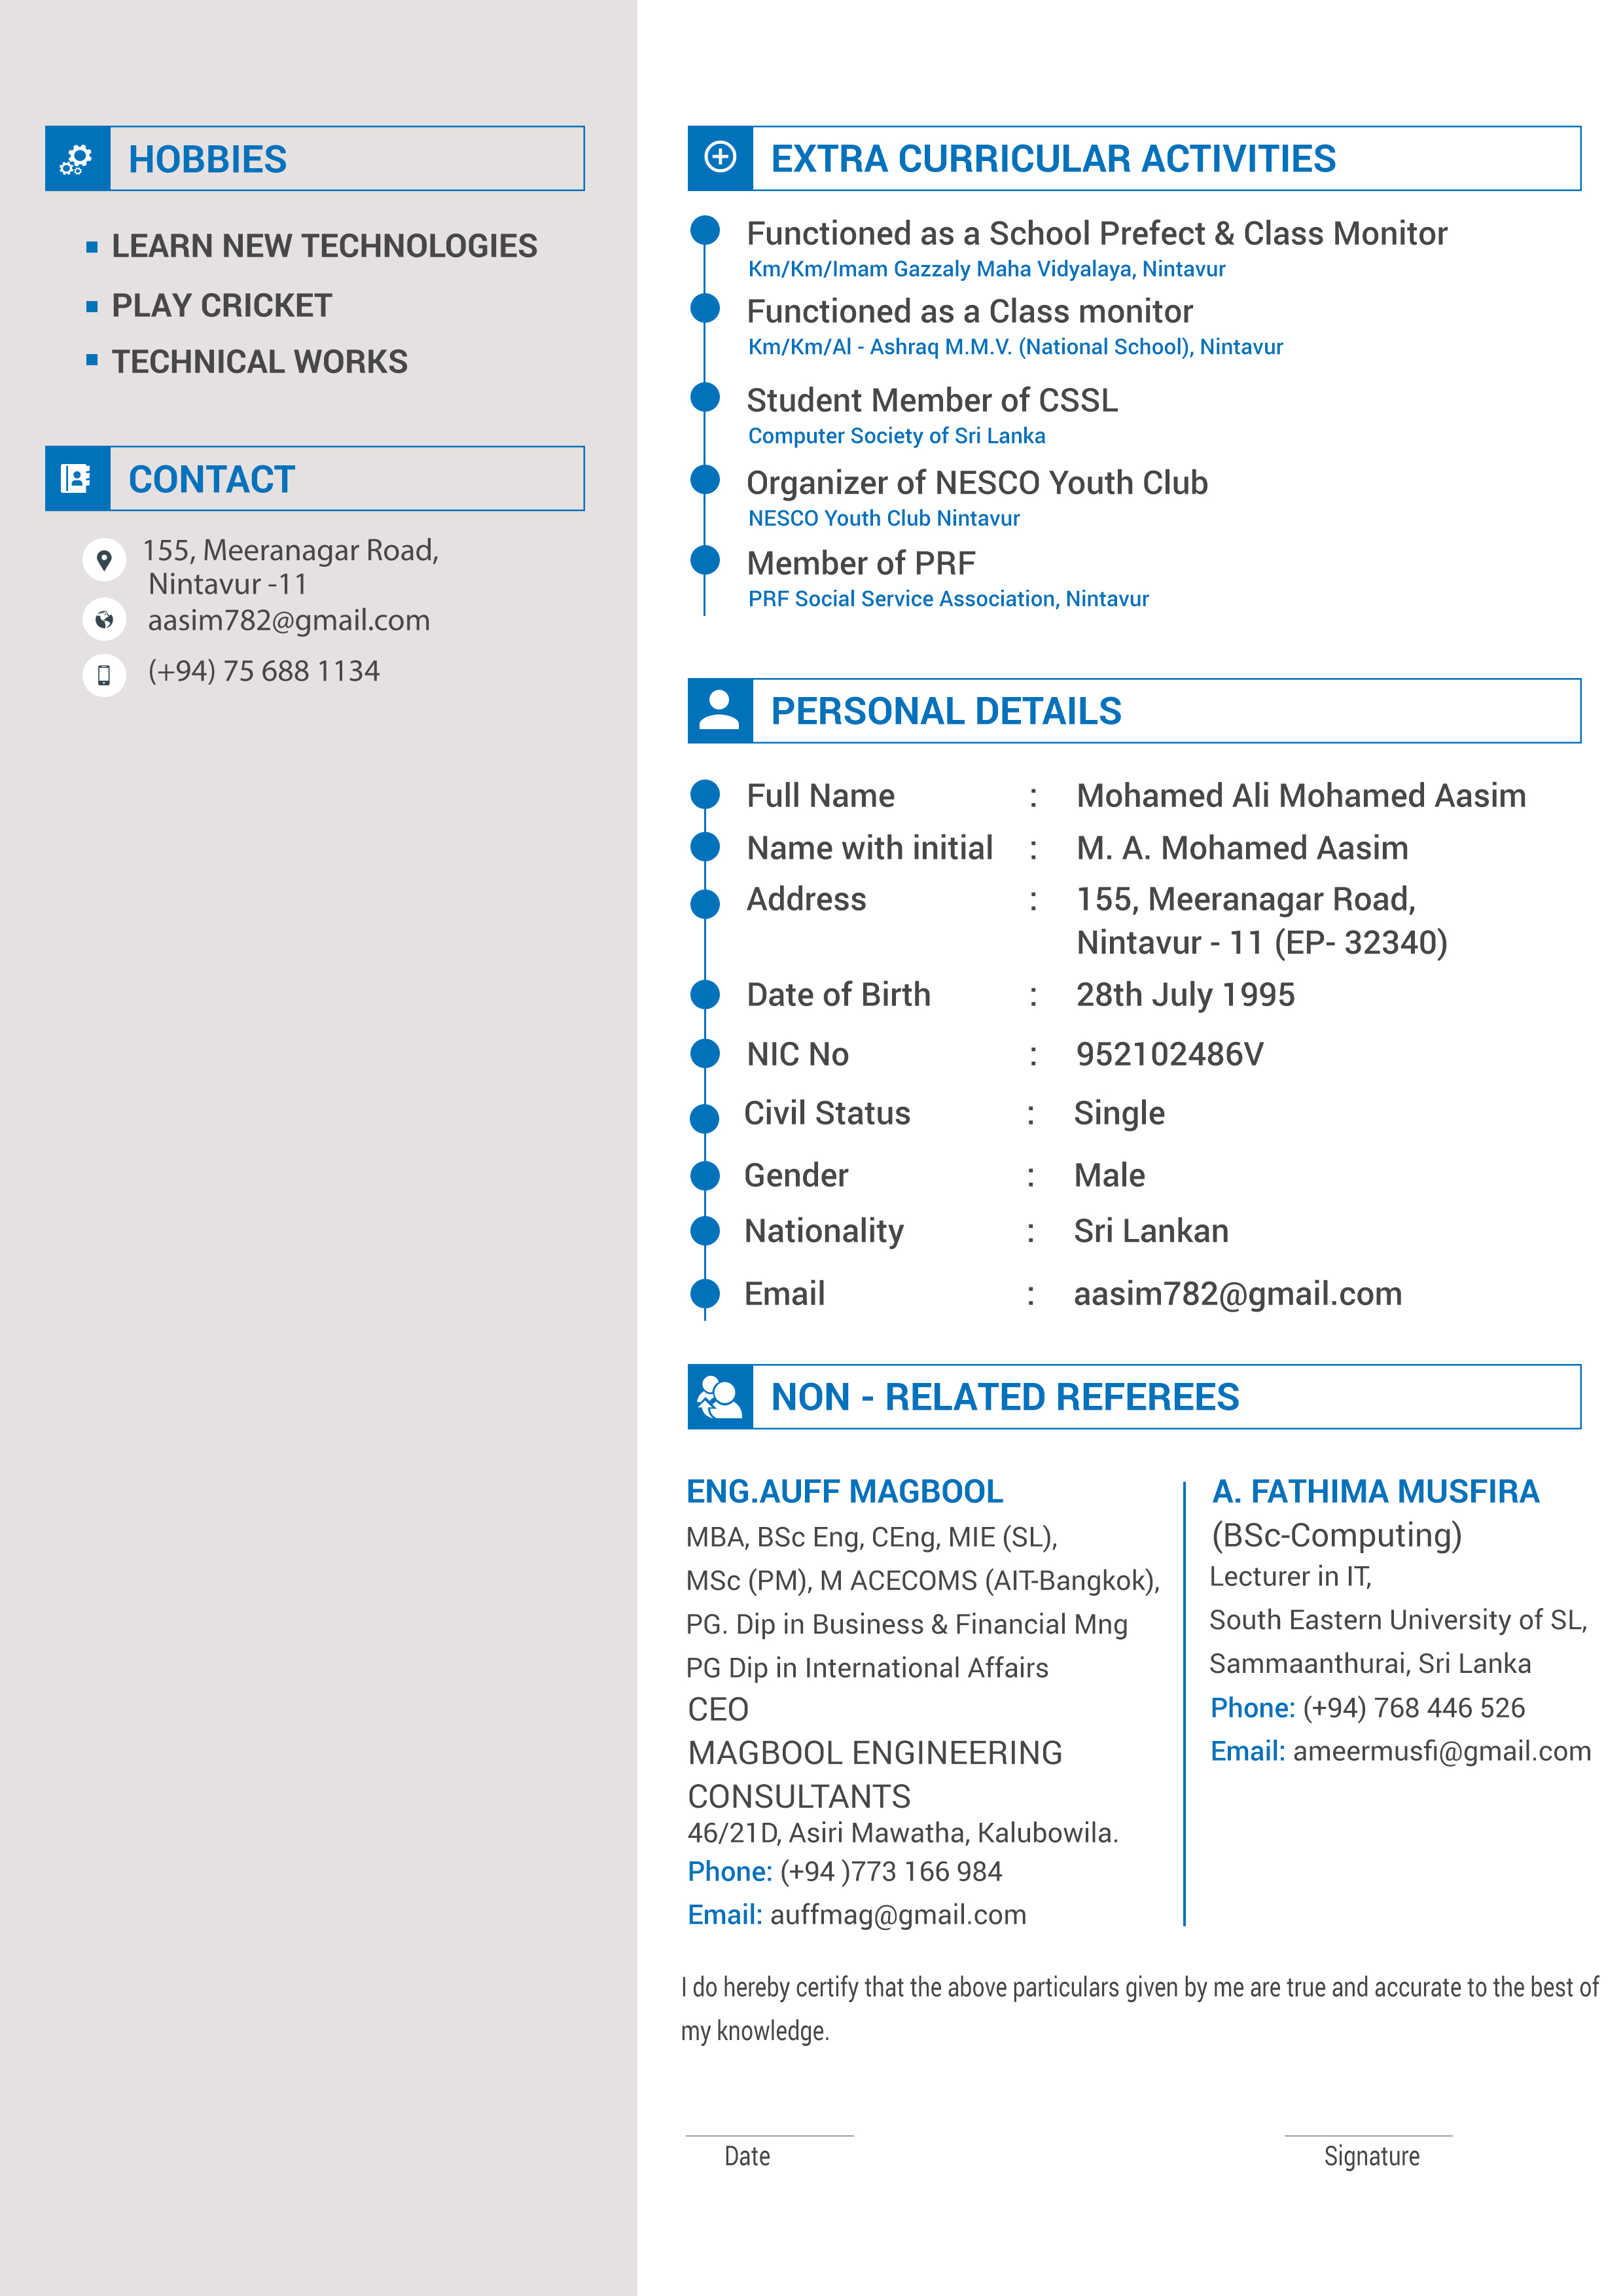 HOBBIES
LEARN NEW TECHNOLOGIES
PLAY CRICKET
TECHNICAL WORKS
CONTACT
155, Meeranagar Road,
Nintavur -11
aasim782@gmail.com
(+94) 75 688 1134
EXTRA CURRICULAR ACTIVITIES
Functioned as a School Prefect & Class Monitor
Km/Km/Imam Gazzaly Maha Vidyalaya, Nintavur
Functioned as a Class monitor
Km/Km/Al - Ashraq M.M.V. (National School), Nintavur
Student Member of CSSL
Computer Society of Sri Lanka
Organizer of NESCO Youth Club
NESCO Youth Club Nintavur
Member of PRF
PRF Social Service Association, Nintavur
PERSONAL DETAILS
Full Name : Mohamed Ali Mohamed Aasim
Name with initial : M. A. Mohamed Aasim
Address : 155, Meeranagar Road,
Nintavur - 11 (EP- 32340)
Date of Birth : 28th July 1995
NIC No : 952102486V
Civil Status : Single
Gender : Male
Nationality : Sri Lankan
Email : aasim782@gmail.com
NON - RELATED REFEREES
ENG.AUFF MAGBOOL
MBA, BSc Eng, CEng, MIE (SL),
MSc (PM), M ACECOMS (AIT-Bangkok),
PG. Dip in Business & Financial Mng
PG Dip in International Affairs
CEO
MAGBOOL ENGINEERING
CONSULTANTS
46/21D, Asiri Mawatha, Kalubowila.
Phone: (+94 )773 166 984
Email: auffmag@gmail.com
A. FATHIMA MUSFIRA
(BSc-Computing)
Lecturer in IT,
South Eastern University of SL,
Sammaanthurai, Sri Lanka
Phone: (+94) 768 446 526
Email: ameermusfi@gmail.com
I do hereby certify that the above particulars given by me are true and accurate to the best of
my knowledge.
Date
Signature